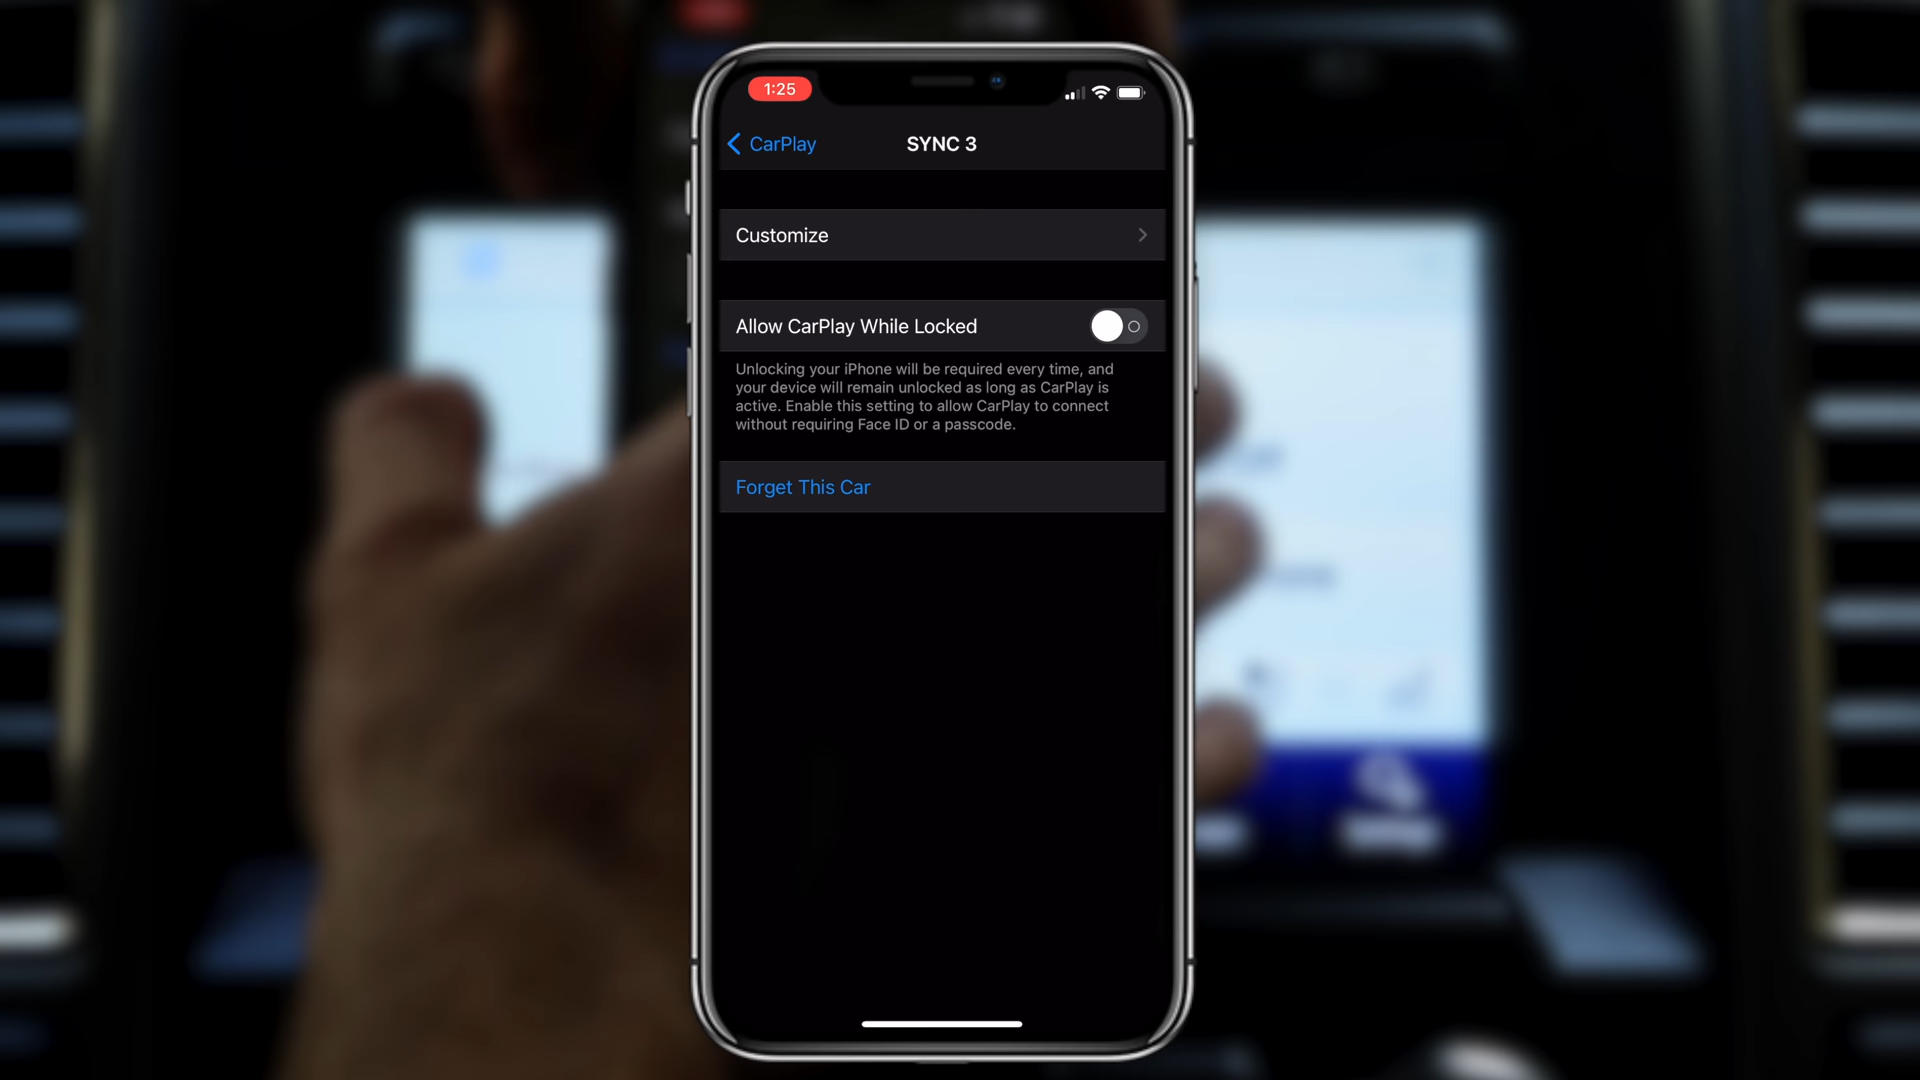 1:25
CarPlay
SYNC 3
Customize
Allow CarPlay While Locked
Unlocking your iPhone will be required every time, and
your device will remain unlocked as long as CarPlay is
active. Enable this setting to allow CarPlay to connect
without requiring Face ID or a passcode.
Forget This Car